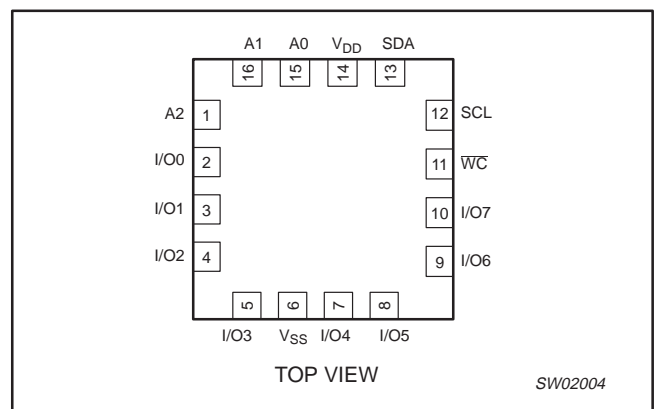 A1 A0 VDD SDA
16 15 14 13
A2 1 12 SCL
I/O0 2 11 W̅C̅
I/O1 3 10 I/O7
I/O2 4 9 I/O6
5 6 7 8
I/O3 VSS I/O4 I/O5
TOP VIEW
SW02004